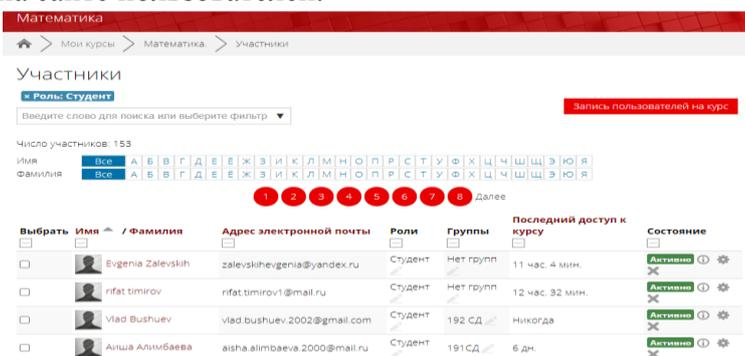 на сайте пользователей.
Математика
Мои курсы Математика. Участники
Участники
× Роль: Студент
Введите слово для поиска или выберите фильтр ▼
Запись пользователей на курс
Число участников: 153
Имя Все А Б В Г Д Е Ё Ж З И К Л М Н О П Р С Т У Ф Х Ц Ч Ш Щ Э Ю Я
Фамилия Все А Б В Г Д Е Ё Ж З И К Л М Н О П Р С Т У Ф Х Ц Ч Ш Щ Э Ю Я
1 2 3 4 5 6 7 8 Далее
Выбрать Имя / Фамилия Адрес электронной почты Роли Группы Последний доступ к курсу Состояние
Evgenia Zalevskih zalevskihevgenia@yandex.ru Студент Нет групп 11 час. 4 мин. Активно
rifat timirov rifat.timirov1@mail.ru Студент Нет групп 12 час. 32 мин. Активно
Vlad Bushuev vlad.bushuev.2002@gmail.com Студент 192 СД Никогда Активно
Аиша Алимбаева aisha.alimbaeva.2000@mail.ru Студент 191СД 6 дн. Активно